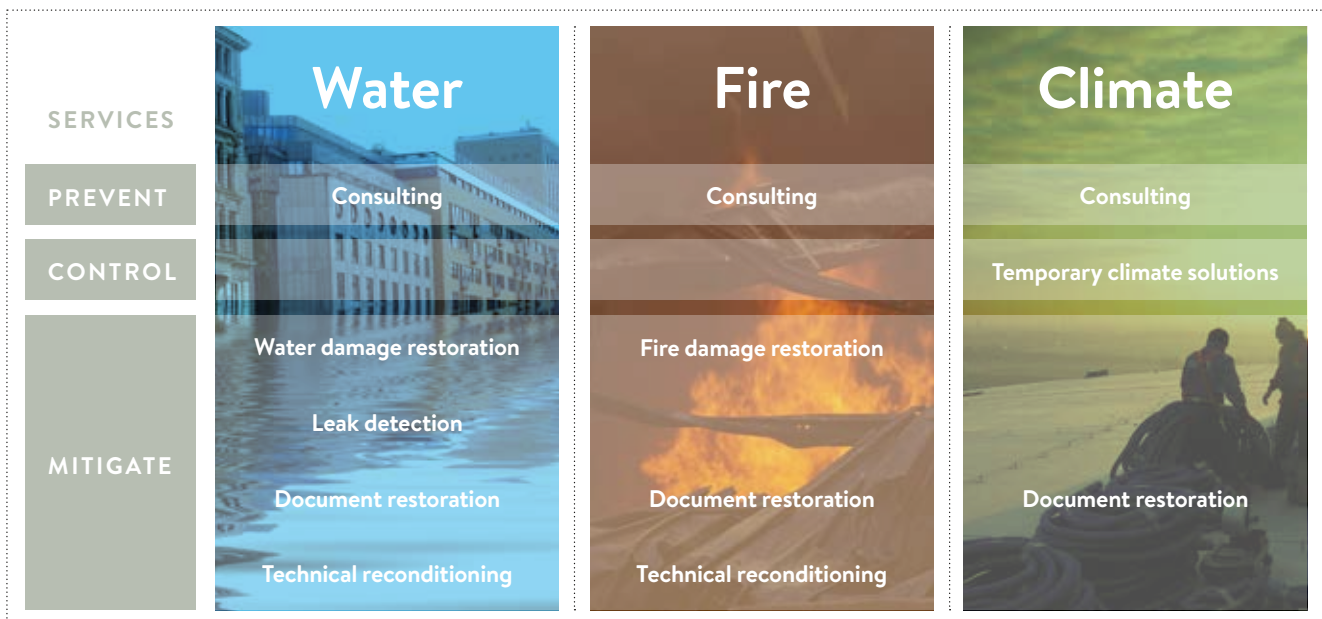 Water
Fire
Climate
SERVICES
PREVENT
Consulting
Consulting
Consulting
CONTROL
Temporary climate solutions
MITIGATE
Water damage restoration
Fire damage restoration
Leak detection
Document restoration
Document restoration
Document restoration
Technical reconditioning
Technical reconditioning